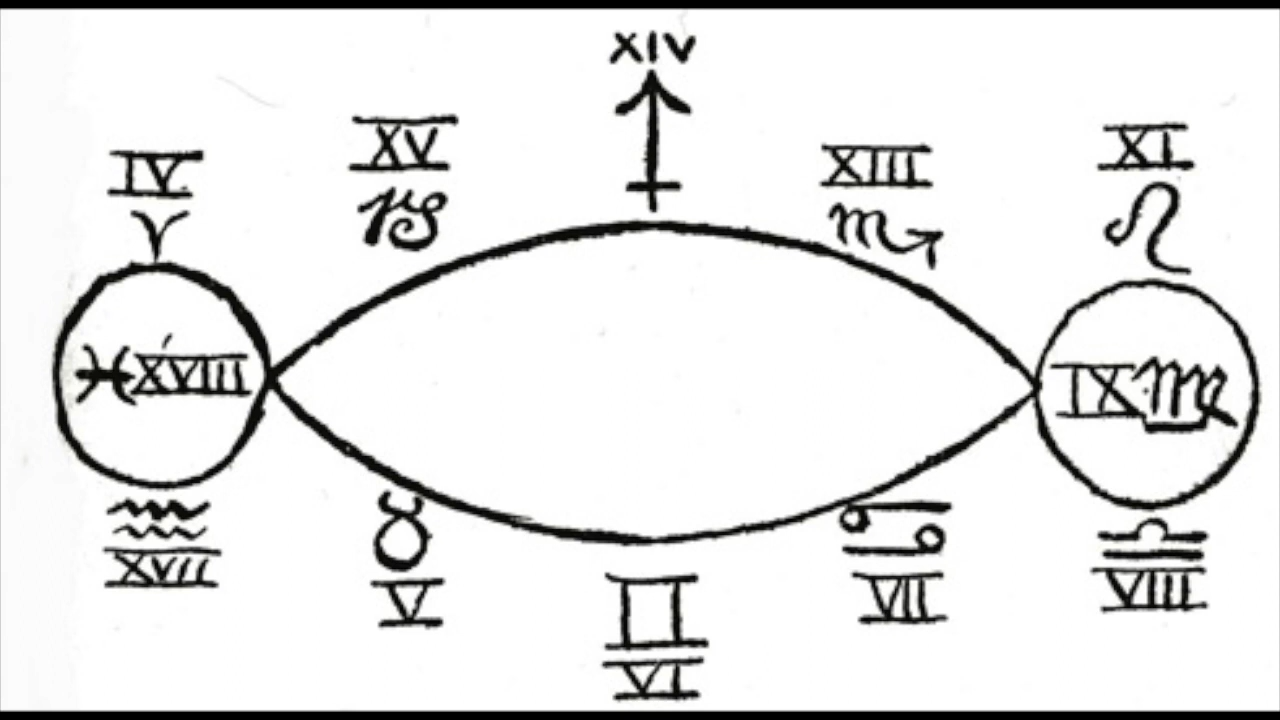 XIV
IV
XV
XIII
XI
♈
♑
♐
♏
♌
♓XVIII
IX♍
♒
♉
♋
♎
XVII
V
♊
VII
VIII
VI